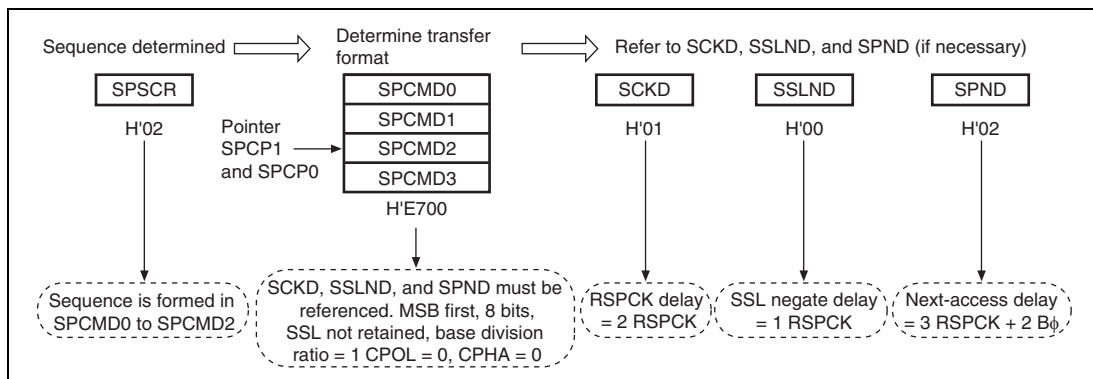 Sequence determined
Determine transfer
format
Refer to SCKD, SSLND, and SPND (if necessary)
SPSCR
H'02
Pointer
SPCP1
and SPCP0
SPCMD0
SPCMD1
SPCMD2
SPCMD3
H'E700
SCKD
H'01
SSLND
H'00
SPND
H'02
Sequence is formed in
SPCMD0 to SPCMD2
SCKD, SSLND, and SPND must be
referenced. MSB first, 8 bits,
SSL not retained, base division
ratio = 1 CPOL = 0, CPHA = 0
RSPCK delay
= 2 RSPCK
SSL negate delay
= 1 RSPCK
Next-access delay
= 3 RSPCK + 2 Bϕ